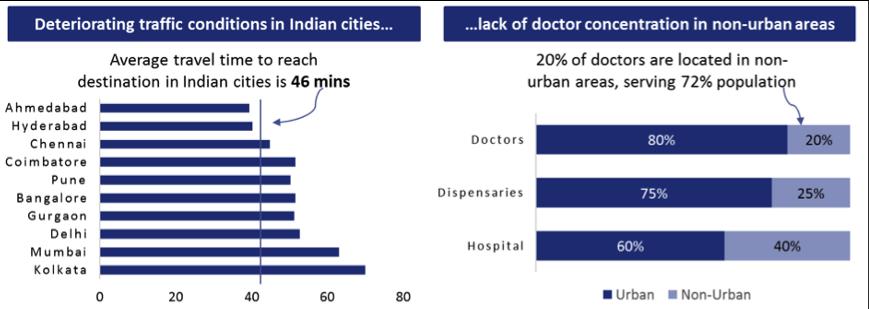 Deteriorating traffic conditions in Indian cities...
Average travel time to reach
destination in Indian cities is 46 mins
Ahmedabad
Hyderabad
Chennai
Coimbatore
Pune
Bangalore
Gurgaon
Delhi
Mumbai
Kolkata
0 20 40 60 80
...lack of doctor concentration in non-urban areas
20% of doctors are located in non-
urban areas, serving 72% population
Doctors 80% 20%
Dispensaries 75% 25%
Hospital 60% 40%
Urban Non-Urban